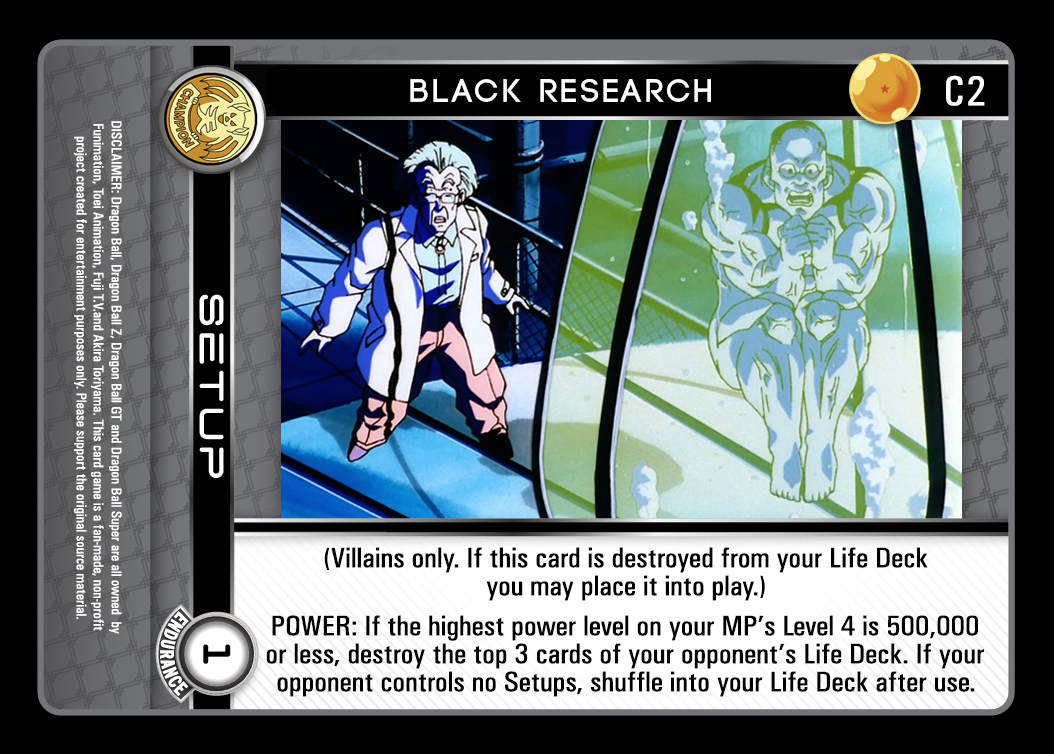 BLACK RESEARCH
C2
CHAMPION
SETUP
DISCLAIMER: Dragon Ball, Dragon Ball Z, Dragon Ball GT and Dragon Ball Super are all owned by
Funimation, Toei Animation, Fuji T.V.and Akira Toriyama. This card game is a fan-made, non-profit
project created for entertainment purposes only. Please support the original source material.
(Villains only. If this card is destroyed from your Life Deck
you may place it into play.)
POWER: If the highest power level on your MP's Level 4 is 500,000
or less, destroy the top 3 cards of your opponent's Life Deck. If your
opponent controls no Setups, shuffle into your Life Deck after use.
ENDURANCE
1